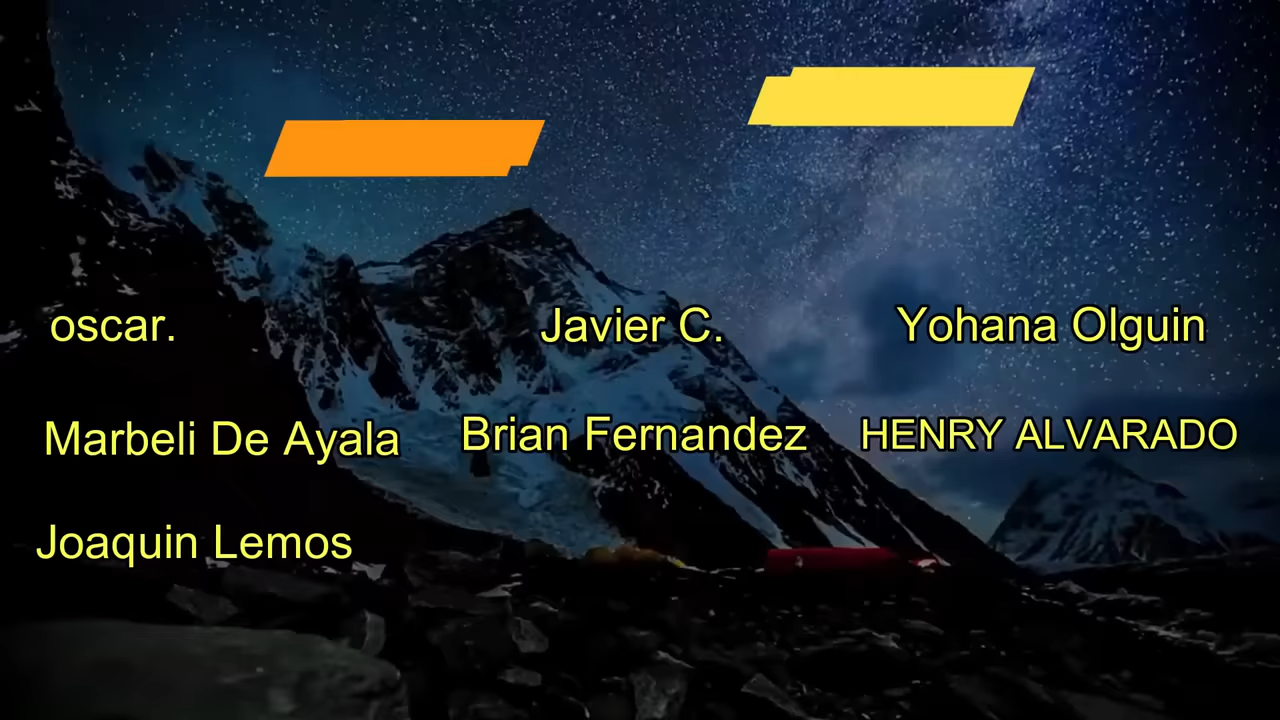 oscar.
Javier C.
Yohana Olguin
Marbeli De Ayala
Brian Fernandez
HENRY ALVARADO
Joaquin Lemos